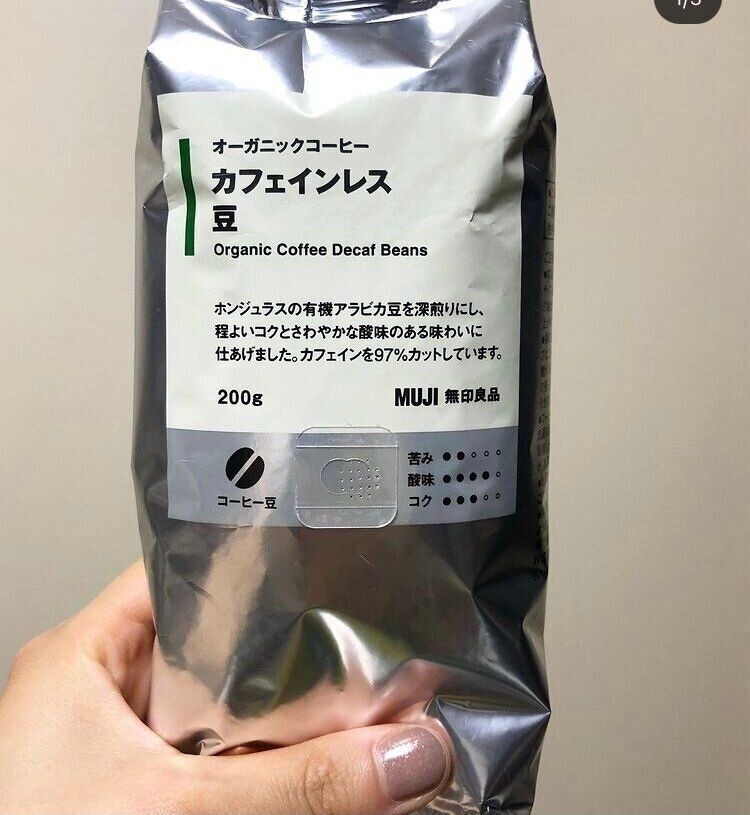 オーガニックコーヒー
カフェインレス
豆
Organic Coffee Decaf Beans
ホンジュラスの有機アラビカ豆を深煎りにし、
程よいコクとさわやかな酸味のある味わいに
仕あげました。カフェインを97%カットしています。
200g
MUJI 無印良品
コーヒー豆
苦み ●●○○○
酸味 ●●●●○
コク ●●●○○